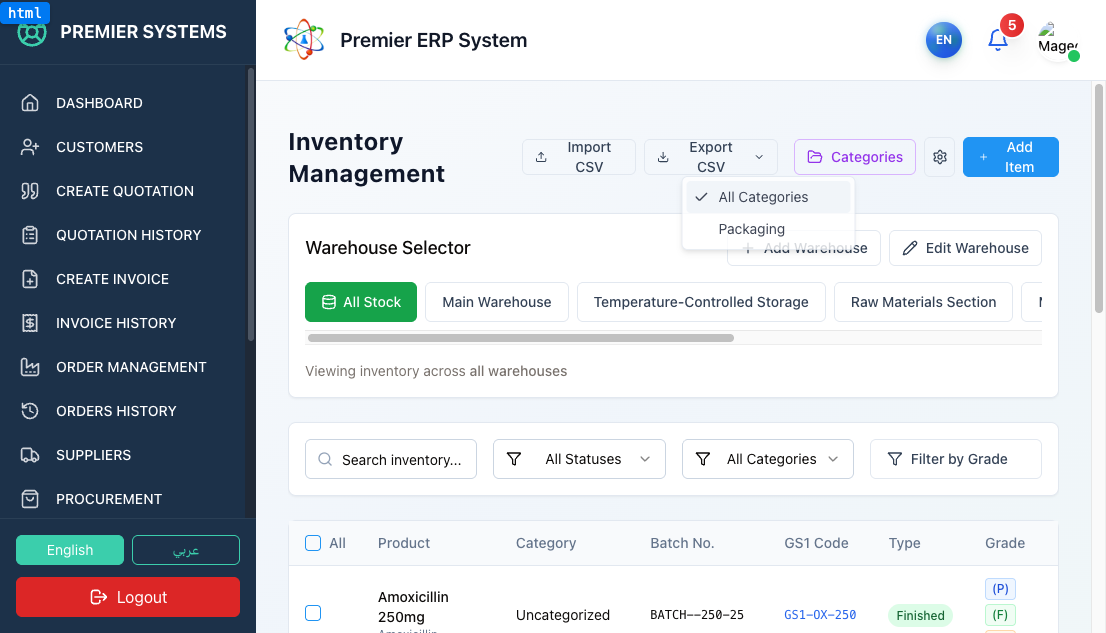 html
PREMIER SYSTEMS
DASHBOARD
CUSTOMERS
CREATE QUOTATION
QUOTATION HISTORY
CREATE INVOICE
INVOICE HISTORY
ORDER MANAGEMENT
ORDERS HISTORY
SUPPLIERS
PROCUREMENT
English
عربي
Logout
Premier ERP System
EN
5
Inventory
Management
Import
CSV
Export
CSV
Categories
Add
Item
All Categories
Packaging
Warehouse Selector
Add Warehouse
Edit Warehouse
All Stock
Main Warehouse
Temperature-Controlled Storage
Raw Materials Section
Viewing inventory across all warehouses
Search inventory...
All Statuses
All Categories
Filter by Grade
All
Product
Category
Batch No.
GS1 Code
Type
Grade
Amoxicillin
250mg
Amoxicillin
Uncategorized
BATCH--250-25
GS1-OX-250
Finished
(P)
(F)